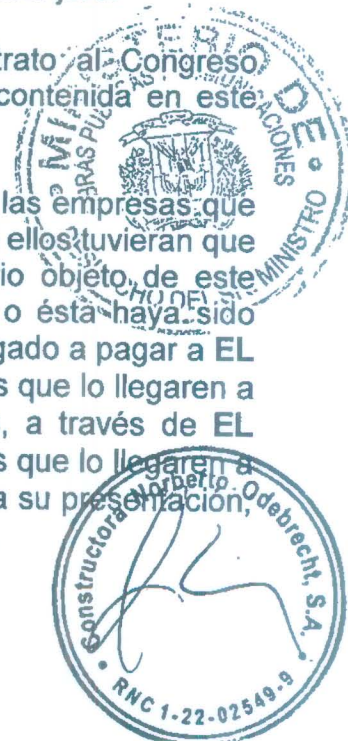 trato al Congreso
contenida en este
las empresas que
ellos tuvieran que
io objeto de este
o ésta haya sido
gado a pagar a EL
s que lo llegaren a
, a través de EL
s que lo llegaren a
a su presentación,
MINISTERIO DE OBRAS PÚBLICAS COMUNICACIONES
MINISTRO
Constructora Norberto Odebrecht, S.A.
RNC 1-22-02549-9